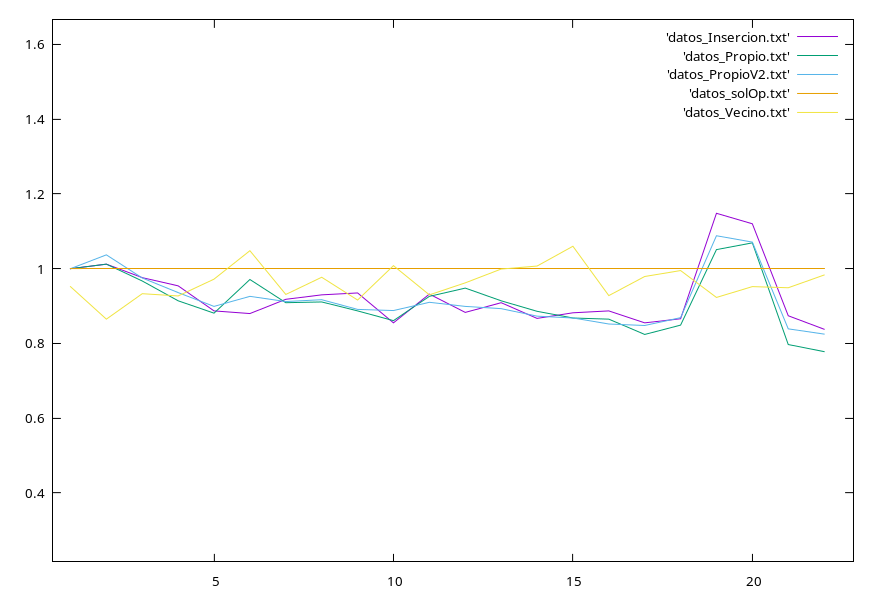 1.6
1.4
1.2
1
0.8
0.6
0.4
5
10
15
20
'datos_Insercion.txt'
'datos_Propio.txt'
'datos_PropioV2.txt'
'datos_solOp.txt'
'datos_Vecino.txt'